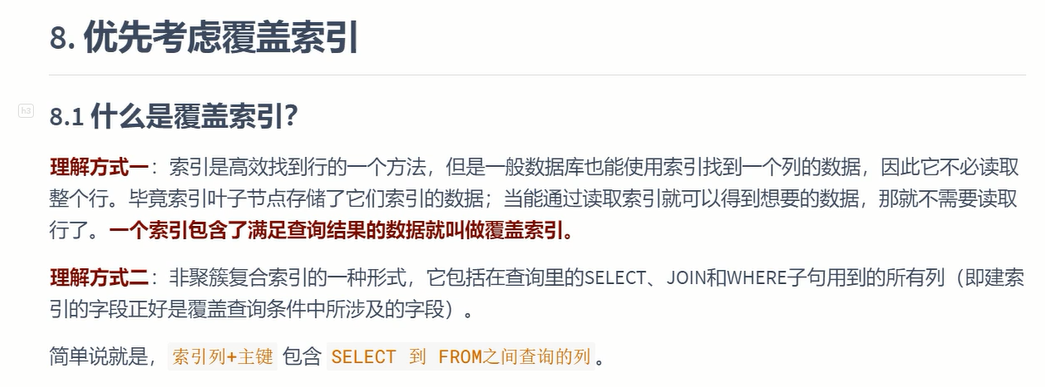 8. 优先考虑覆盖索引
8.1 什么是覆盖索引？
理解方式一：索引是高效找到行的一个方法，但是一般数据库也能使用索引找到一个列的数据，因此它不必读取
整个行。毕竟索引叶子节点存储了它们索引的数据；当能通过读取索引就可以得到想要的数据，那就不需要读取
行了。一个索引包含了满足查询结果的数据就叫做覆盖索引。
理解方式二：非聚簇复合索引的一种形式，它包括在查询里的SELECT、JOIN和WHERE子句用到的所有列（即建索
引的字段正好是覆盖查询条件中所涉及的字段）。
简单说就是，索引列+主键 包含 SELECT 到 FROM之间查询的列。